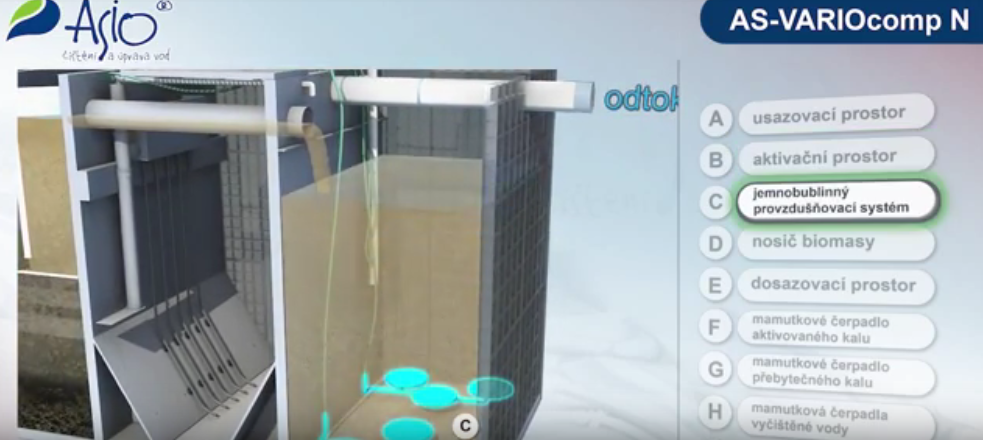 Asio®
čištění a úprava vod
AS-VARIOcomp N
odtok
A usazovací prostor
B aktivační prostor
C jemnobublinný
provzdušňovací systém
D nosič biomasy
E dosazovací prostor
F mamutkové čerpadlo
aktivovaného kalu
G mamutkové čerpadlo
přebytečného kalu
H mamutková čerpadla
vyčištěné vody
C